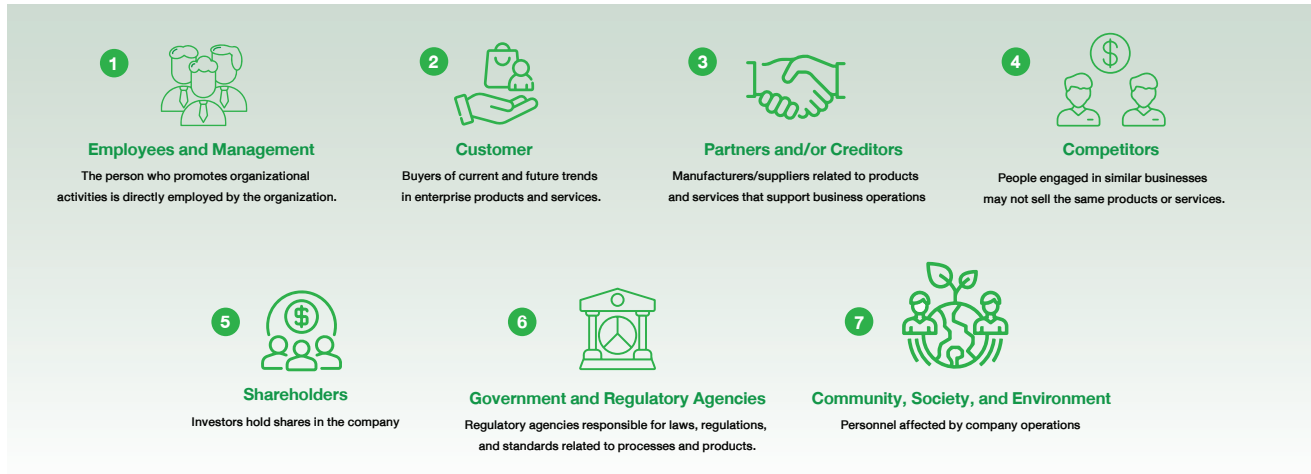 1
Employees and Management
The person who promotes organizational
activities is directly employed by the organization.
2
Customer
Buyers of current and future trends
in enterprise products and services.
3
Partners and/or Creditors
Manufacturers/suppliers related to products
and services that support business operations
4
$
Competitors
People engaged in similar businesses
may not sell the same products or services.
5
$
Shareholders
Investors hold shares in the company
6
Government and Regulatory Agencies
Regulatory agencies responsible for laws, regulations,
and standards related to processes and products.
7
Community, Society, and Environment
Personnel affected by company operations